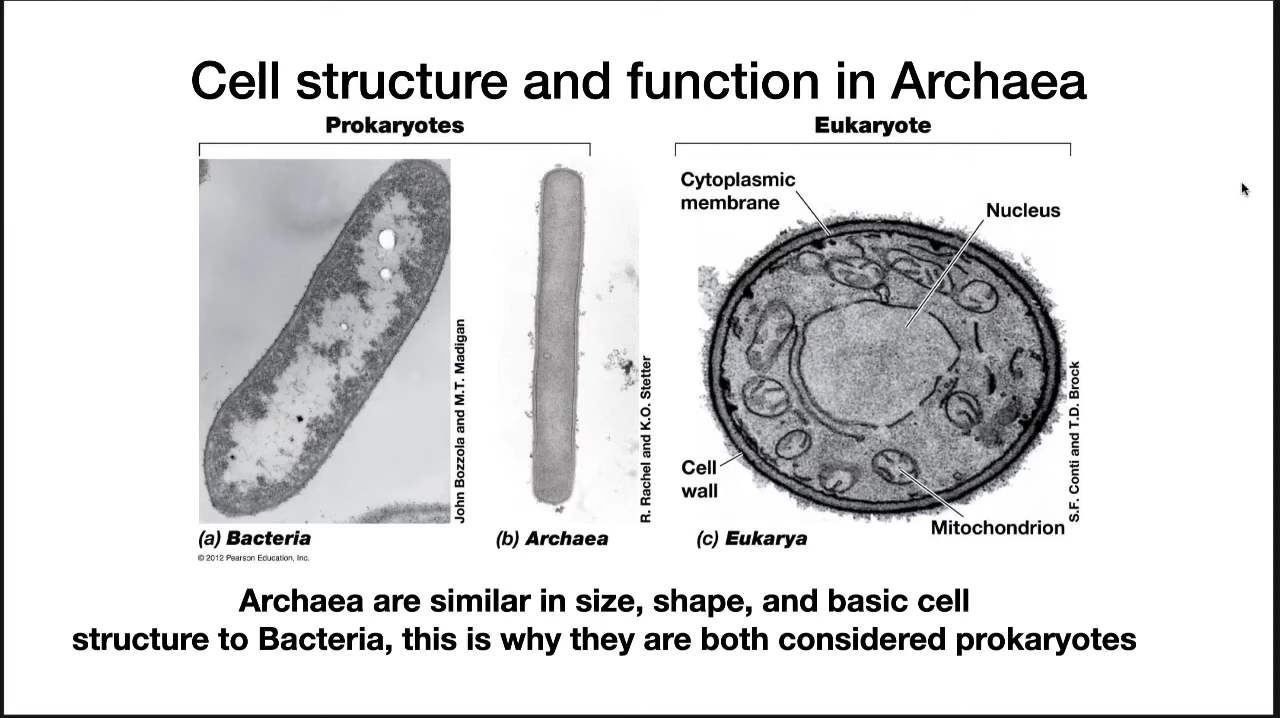 Cell structure and function in Archaea
Prokaryotes
Eukaryote
Cytoplasmic
membrane
Nucleus
John Bozzola and M.T. Madigan
R. Rachel and K.O. Stetter
S.F. Conti and T.D. Brock
Cell
wall
Mitochondrion
(a) Bacteria
(b) Archaea
(c) Eukarya
© 2012 Pearson Education, Inc.
Archaea are similar in size, shape, and basic cell
structure to Bacteria, this is why they are both considered prokaryotes